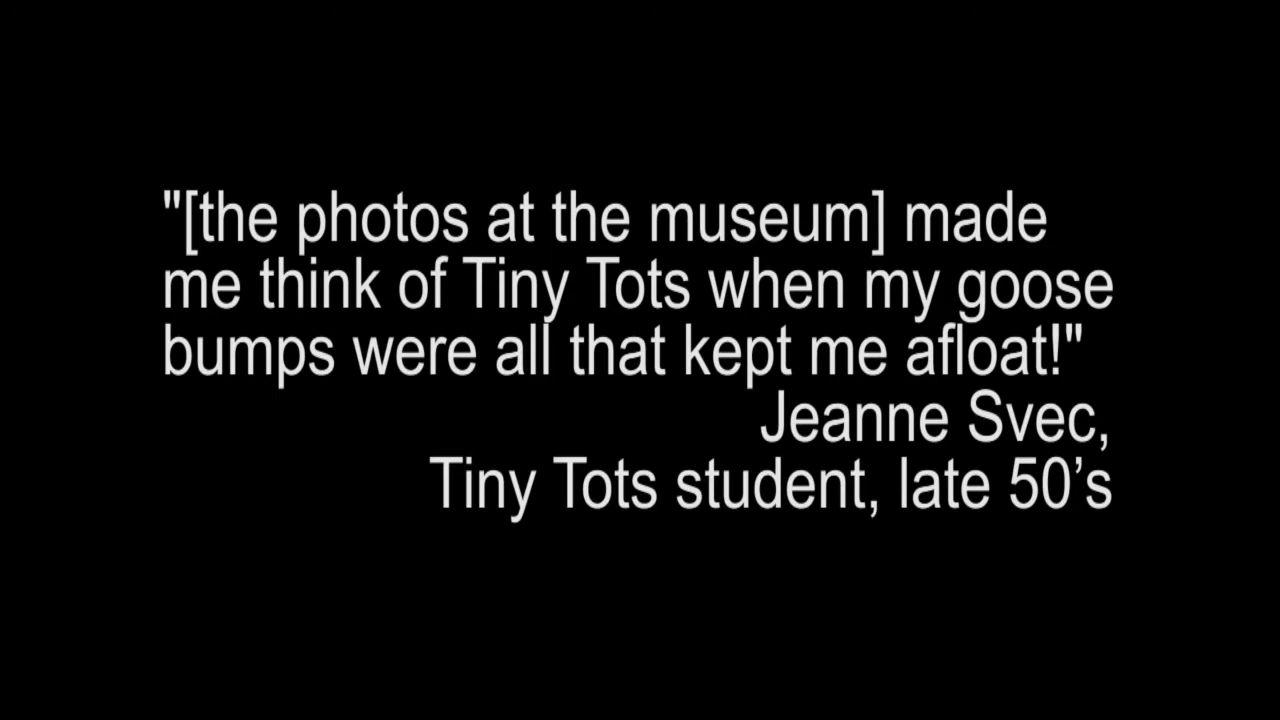 "[the photos at the museum] made
me think of Tiny Tots when my goose
bumps were all that kept me afloat!"
Jeanne Svec,
Tiny Tots student, late 50’s